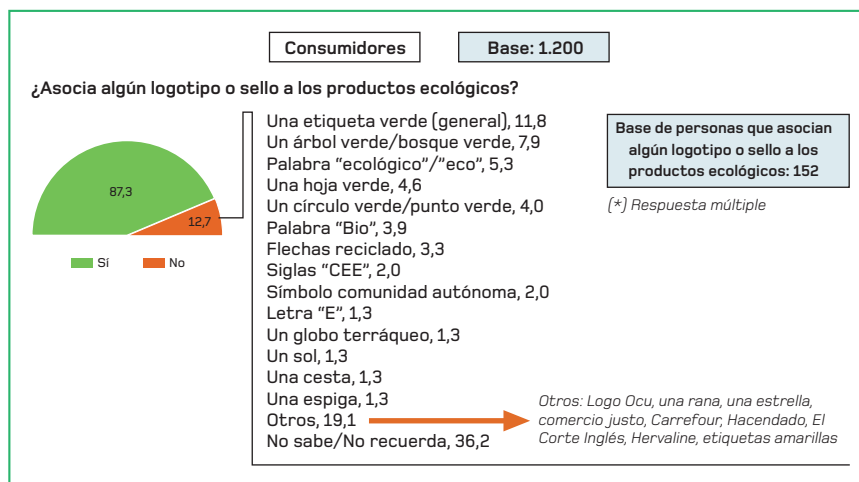 Consumidores
Base: 1.200
¿Asocia algún logotipo o sello a los productos ecológicos?
87,3
12,7
Sí
No
Una etiqueta verde (general), 11,8
Un árbol verde/bosque verde, 7,9
Palabra “ecológico”/”eco”, 5,3
Una hoja verde, 4,6
Un círculo verde/punto verde, 4,0
Palabra “Bio”, 3,9
Flechas reciclado, 3,3
Siglas “CEE”, 2,0
Símbolo comunidad autónoma, 2,0
Letra “E”, 1,3
Un globo terráqueo, 1,3
Un sol, 1,3
Una cesta, 1,3
Una espiga, 1,3
Otros, 19,1
No sabe/No recuerda, 36,2
Base de personas que asocian
algún logotipo o sello a los
productos ecológicos: 152
(*) Respuesta múltiple
Otros: Logo Ocu, una rana, una estrella,
comercio justo, Carrefour, Hacendado, El
Corte Inglés, Hervaline, etiquetas amarillas